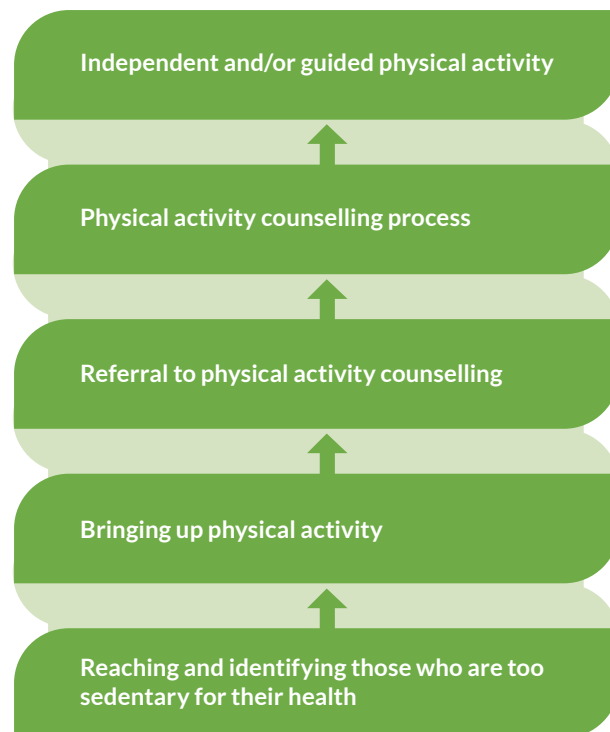 Independent and/or guided physical activity
Physical activity counselling process
Referral to physical activity counselling
Bringing up physical activity
Reaching and identifying those who are too
sedentary for their health